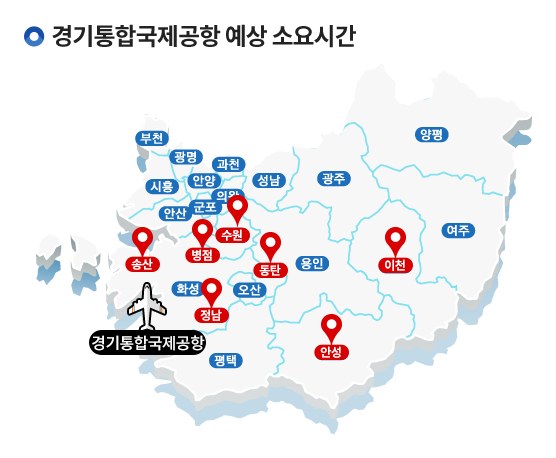 경기통합국제공항 예상 소요시간
양평
부천
광명
과천
시흥
안양
성남
광주
의왕
안산
군포
수원
여주
병점
송산
동탄
용인
이천
화성
오산
정남
경기통합국제공항
안성
평택